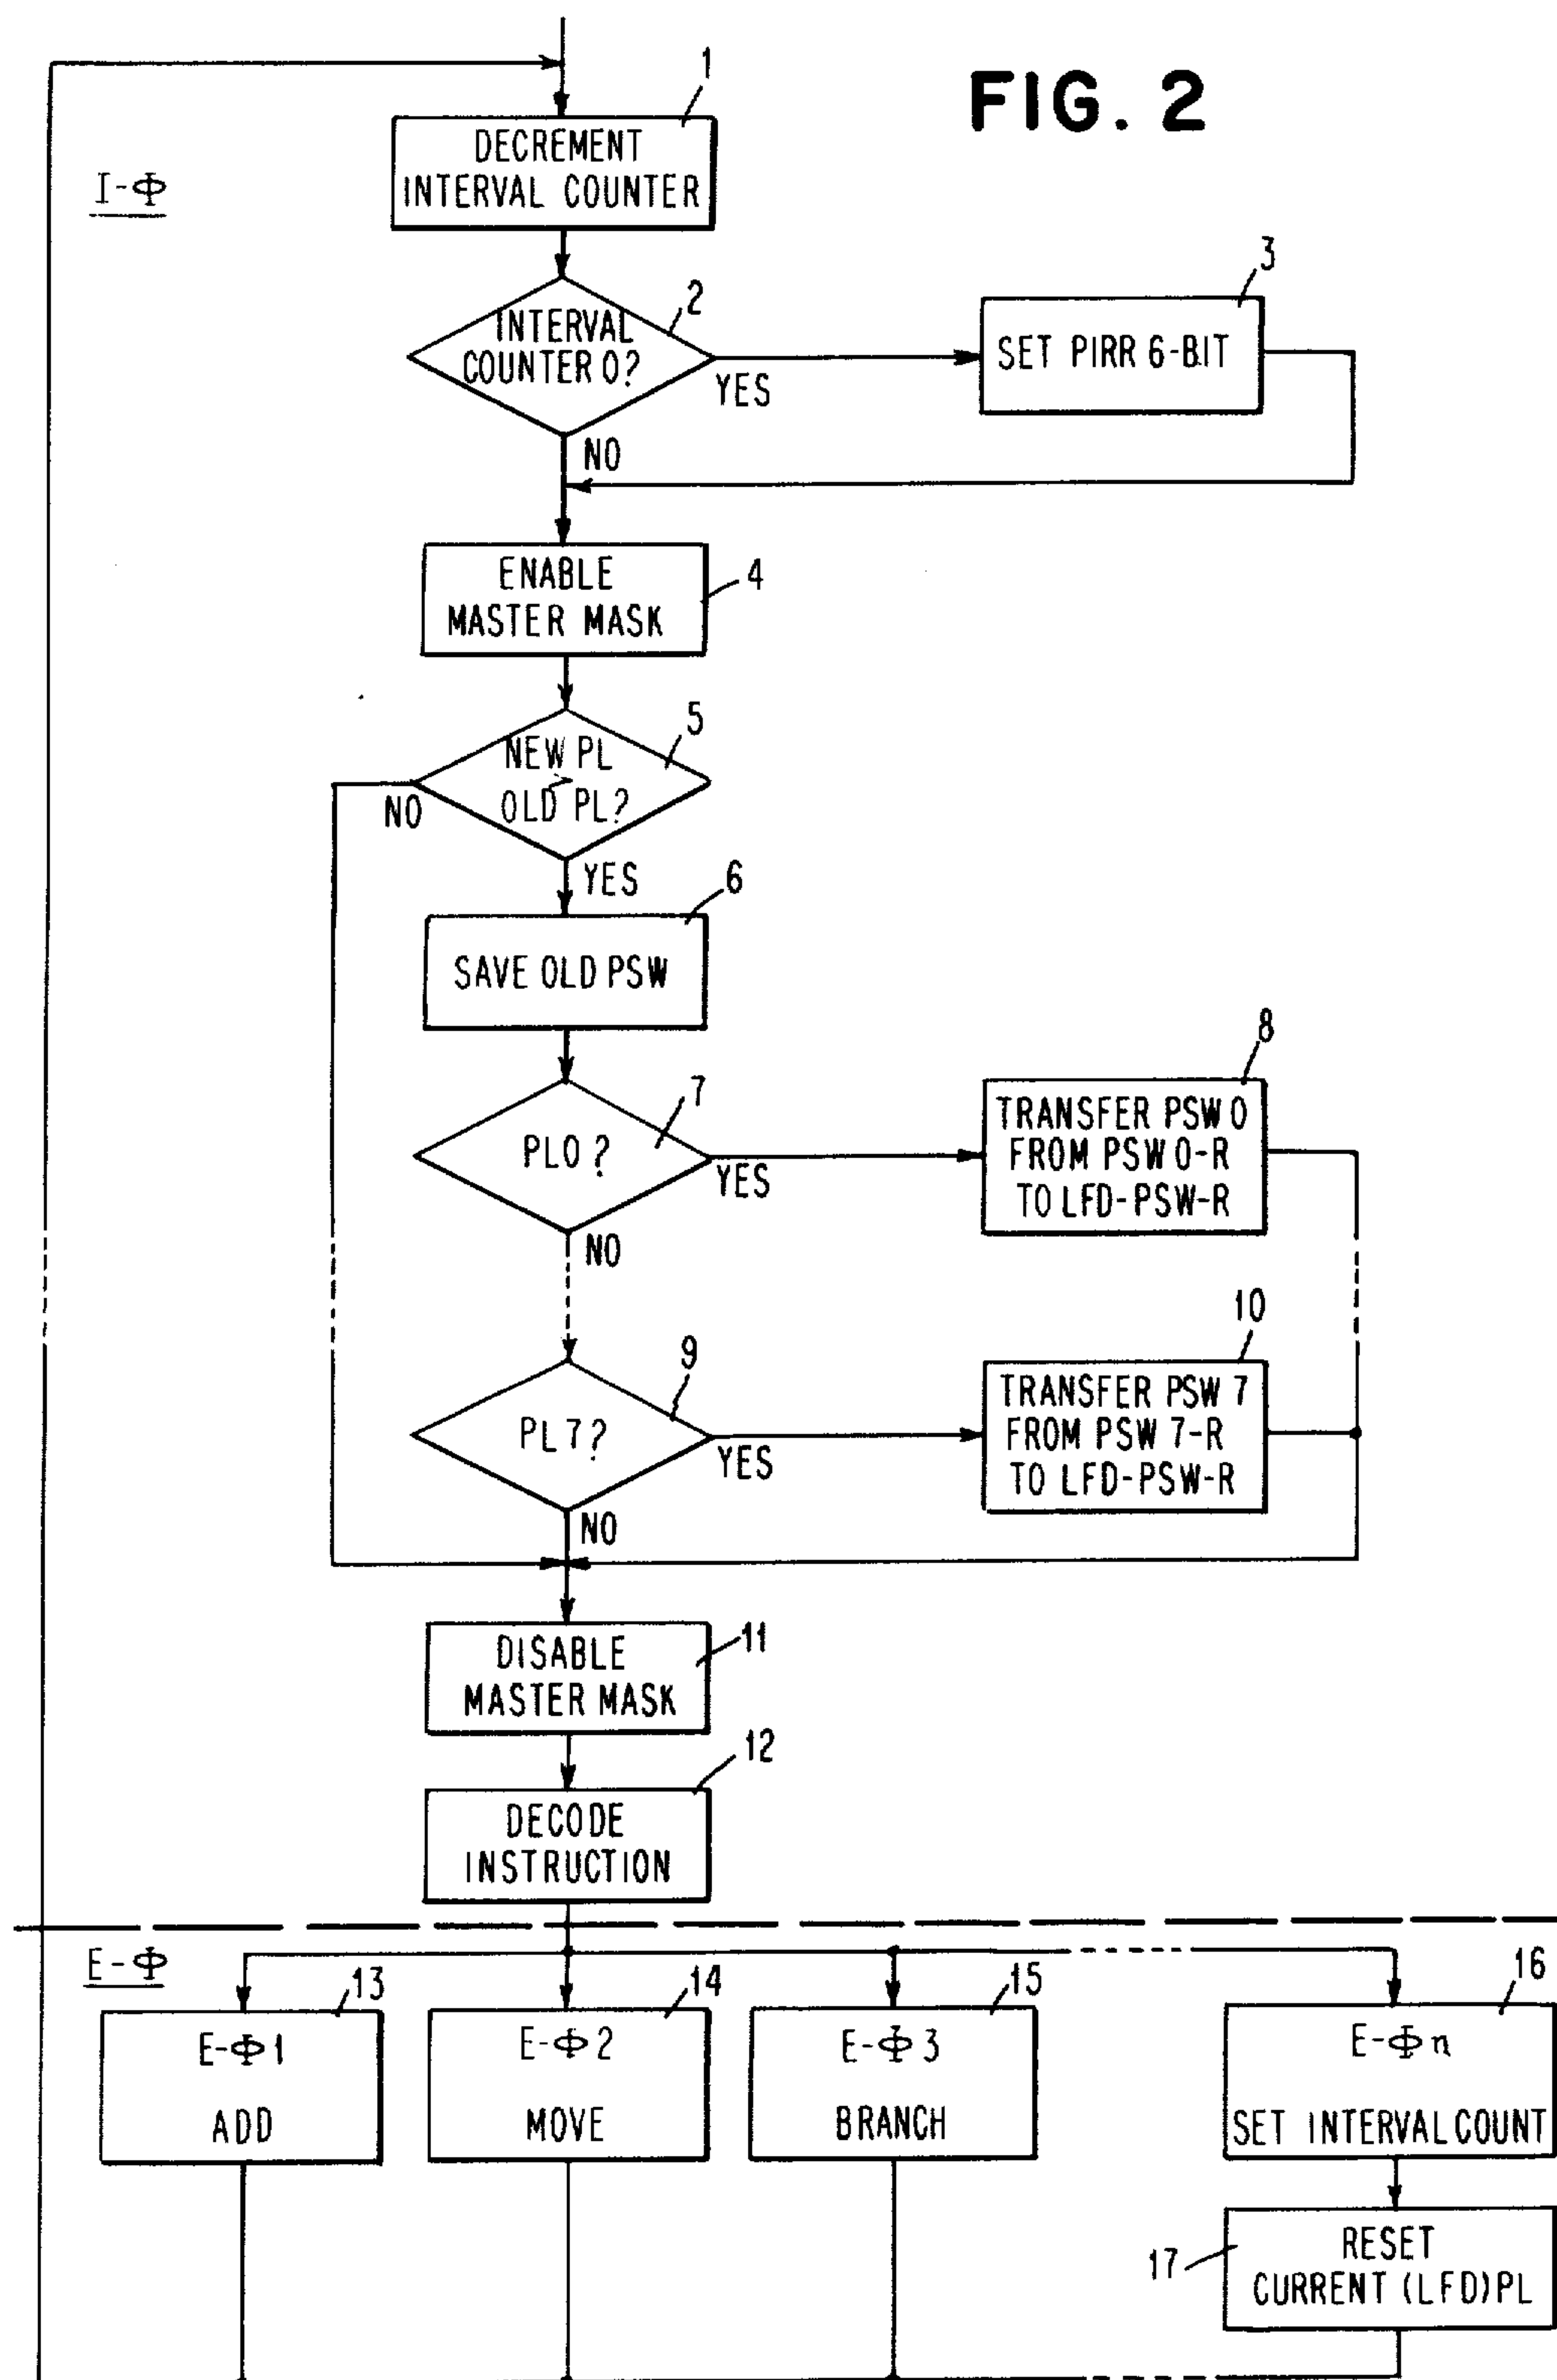 FIG. 2
1
DECREMENT
INTERVAL COUNTER
I-Φ
2
INTERVAL
COUNTER 0?
YES
NO
3
SET PIRR 6-BIT
4
ENABLE
MASTER MASK
5
NEW PL
>
OLD PL?
NO
YES
6
SAVE OLD PSW
7
PL0?
YES
NO
8
TRANSFER PSW 0
FROM PSW 0-R
TO LFD-PSW-R
9
PL7?
YES
NO
10
TRANSFER PSW 7
FROM PSW 7-R
TO LFD-PSW-R
11
DISABLE
MASTER MASK
12
DECODE
INSTRUCTION
E-Φ
13
E-Φ1
ADD
14
E-Φ2
MOVE
15
E-Φ3
BRANCH
16
E-Φn
SET INTERVAL COUNT
17
RESET
CURRENT (LFD) PL